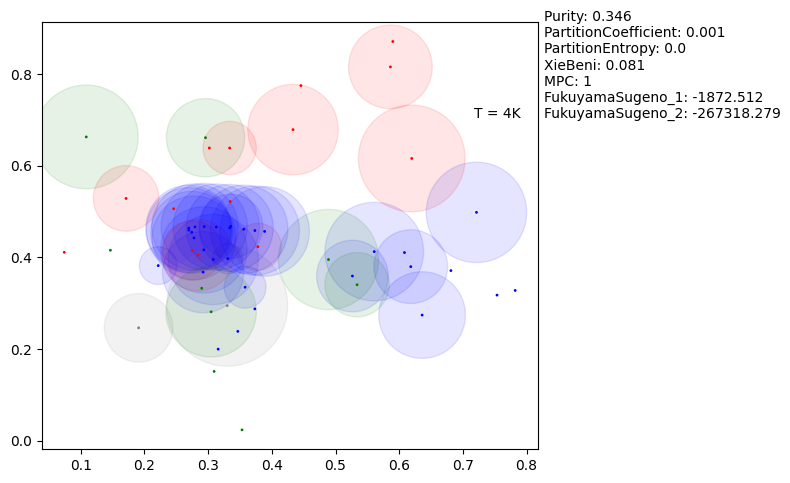 Purity: 0.346
PartitionCoefficient: 0.001
PartitionEntropy: 0.0
XieBeni: 0.081
MPC: 1
FukuyamaSugeno_1: -1872.512
FukuyamaSugeno_2: -267318.279
T = 4K
0.8
0.6
0.4
0.2
0.0
0.1 0.2 0.3 0.4 0.5 0.6 0.7 0.8